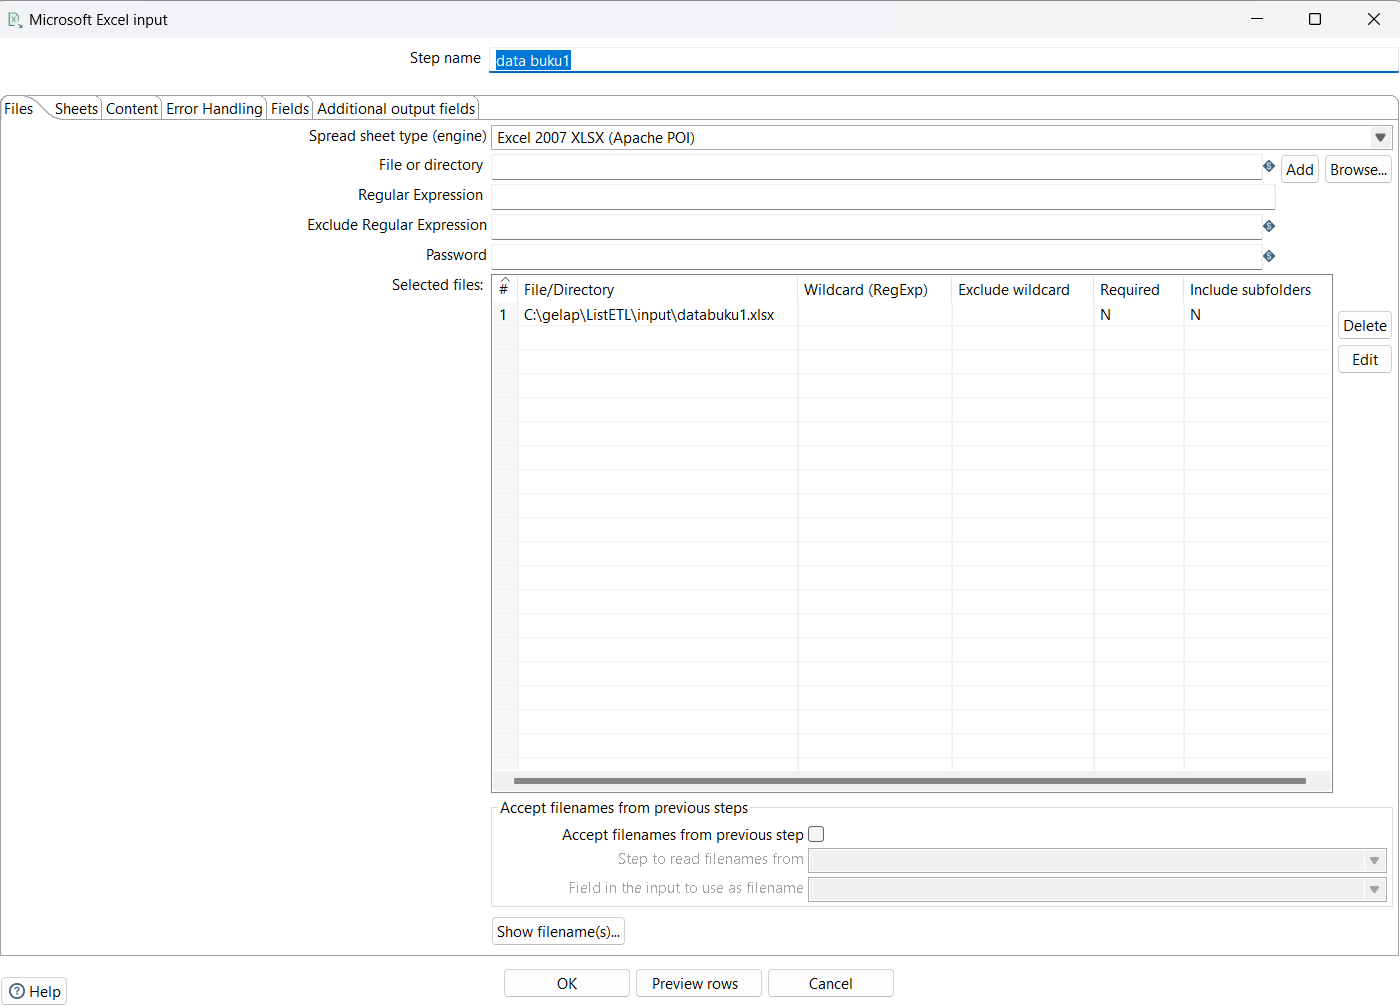 Microsoft Excel input
Step name data buku1
Files Sheets Content Error Handling Fields Additional output fields
Spread sheet type (engine) Excel 2007 XLSX (Apache POI)
File or directory Add Browse...
Regular Expression
Exclude Regular Expression
Password
Selected files: # File/Directory Wildcard (RegExp) Exclude wildcard Required Include subfolders
1 C:\gelap\ListETL\input\databuku1.xlsx N N
Delete
Edit
Accept filenames from previous steps
Accept filenames from previous step
Step to read filenames from
Field in the input to use as filename
Show filename(s)...
OK Preview rows Cancel
Help